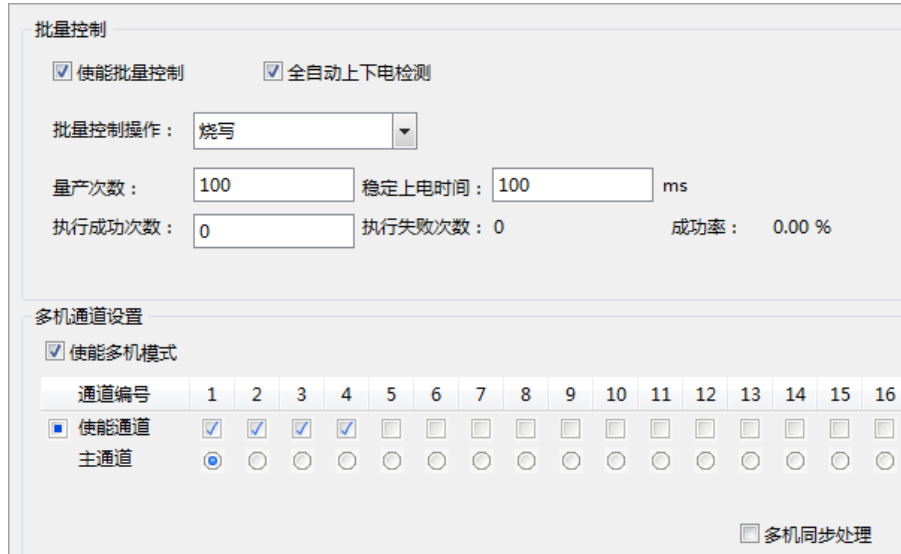 批量控制
使能批量控制 全自动上下电检测
批量控制操作： 烧写
量产次数： 100 稳定上电时间： 100 ms
执行成功次数： 0 执行失败次数： 0 成功率： 0.00 %
多机通道设置
使能多机模式
通道编号 1 2 3 4 5 6 7 8 9 10 11 12 13 14 15 16
使能通道
主通道
多机同步处理